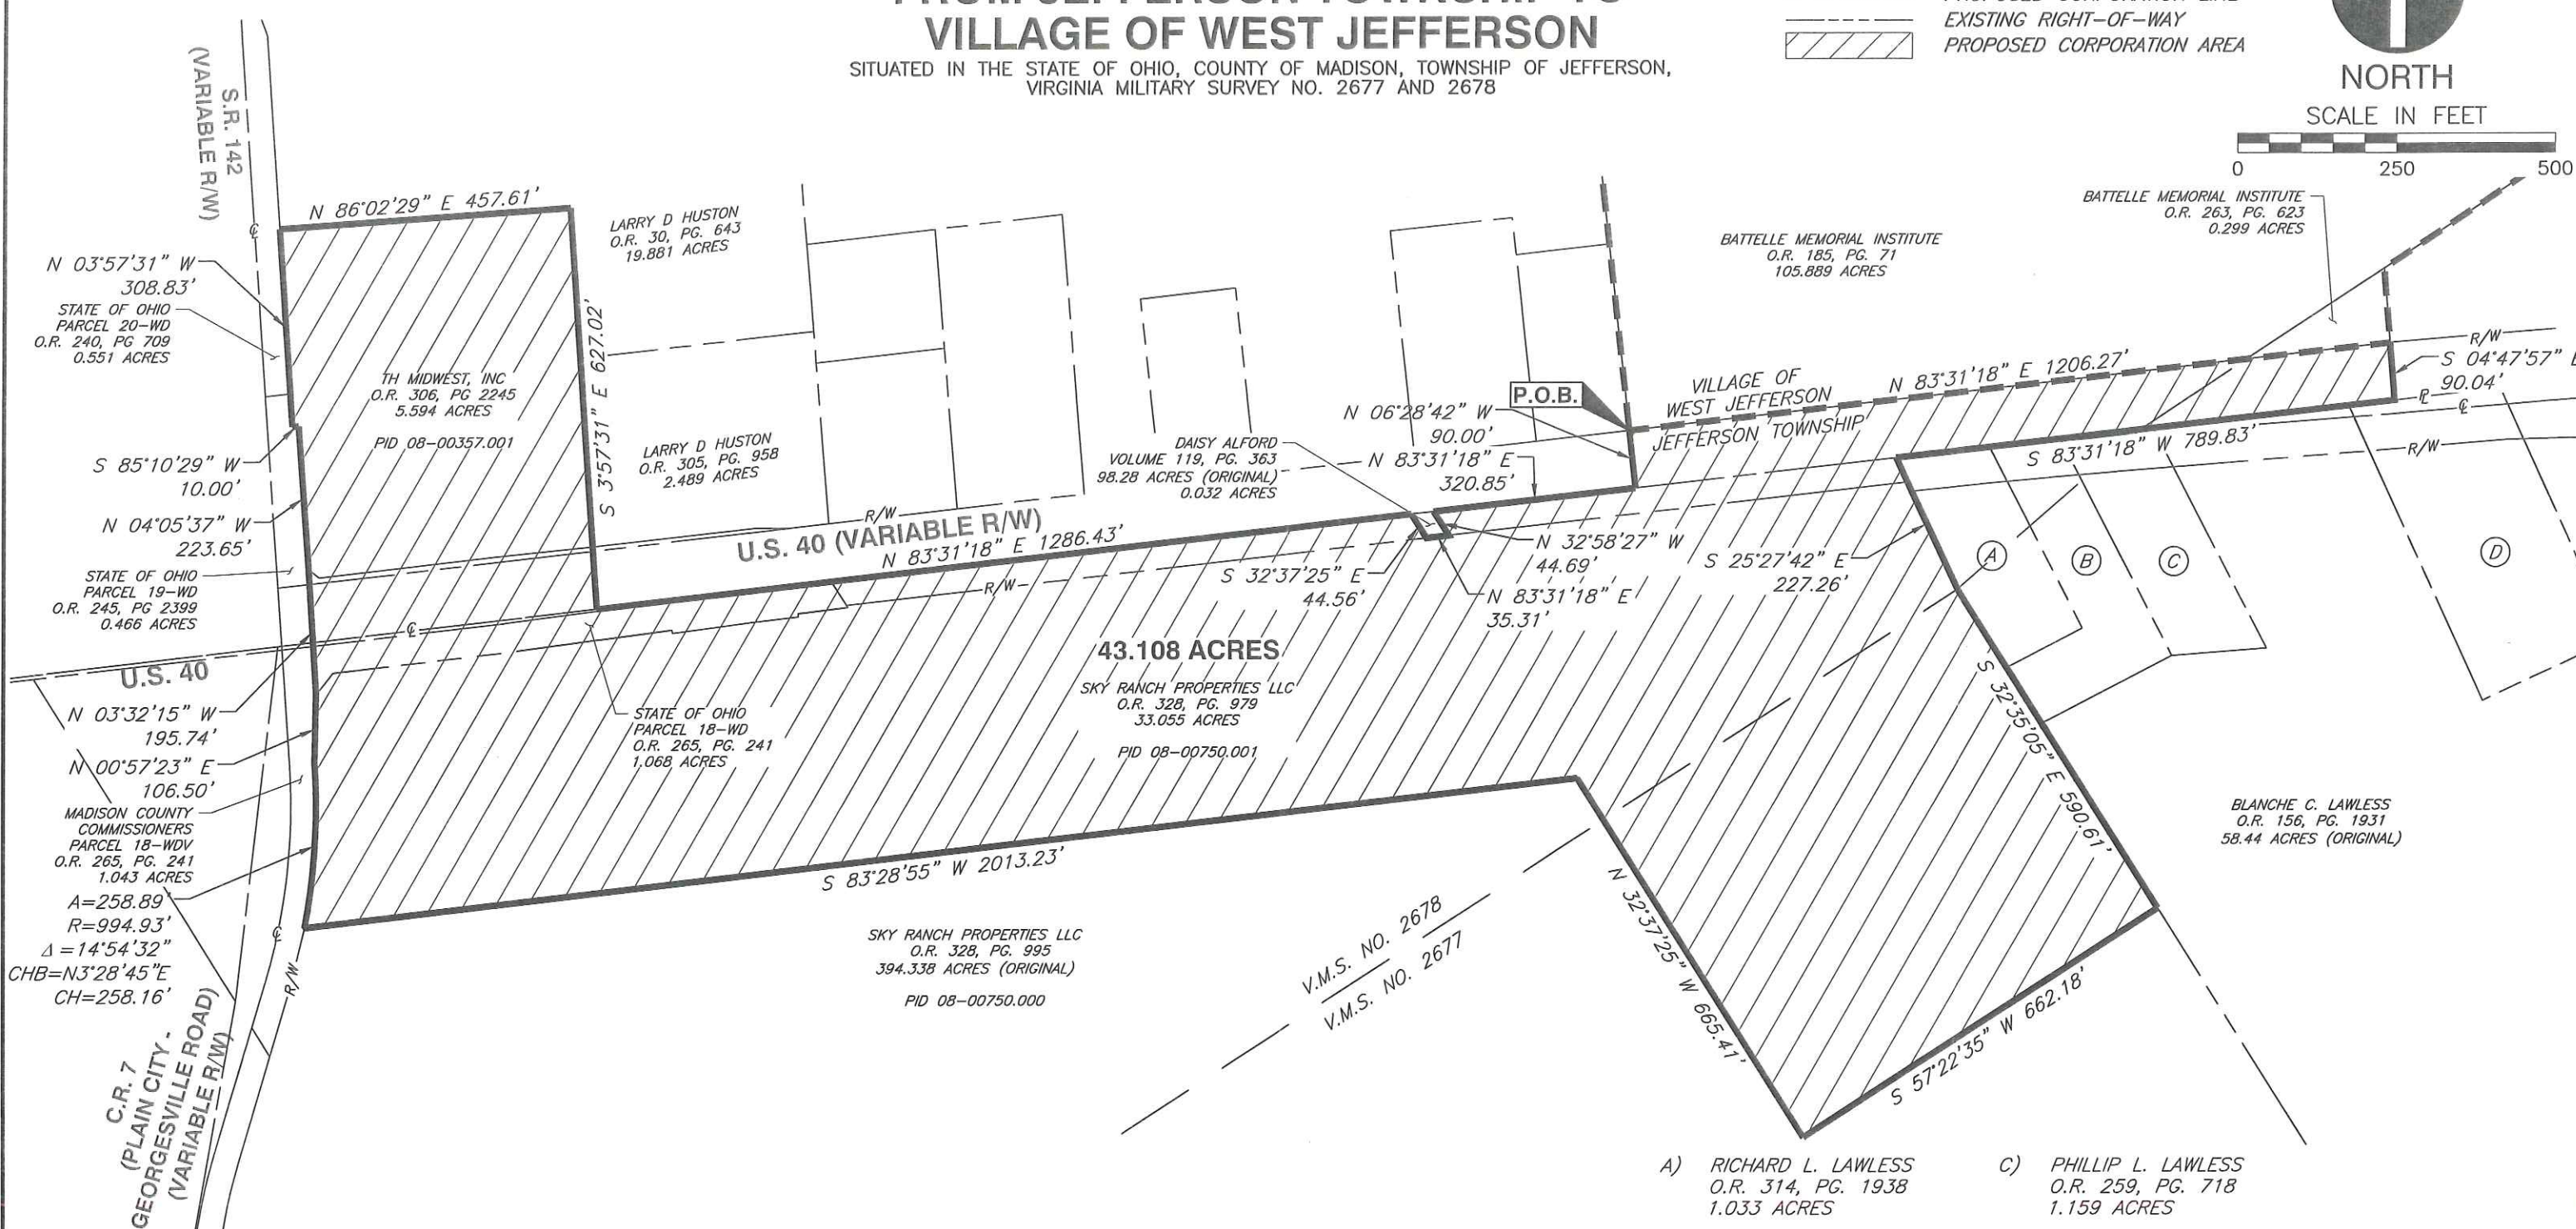 VILLAGE OF WEST JEFFERSON
SITUATED IN THE STATE OF OHIO, COUNTY OF MADISON, TOWNSHIP OF JEFFERSON,
VIRGINIA MILITARY SURVEY NO. 2677 AND 2678
EXISTING RIGHT-OF-WAY
PROPOSED CORPORATION AREA
NORTH
SCALE IN FEET
0 250 500
S.R. 142
(VARIABLE R/W)
℄
N 86°02'29" E 457.61'
N 03°57'31" W
308.83'
STATE OF OHIO
PARCEL 20-WD
O.R. 240, PG 709
0.551 ACRES
TH MIDWEST, INC
O.R. 306, PG 2245
5.594 ACRES
PID 08-00357.001
S 85°10'29" W
10.00'
N 04°05'37" W
223.65'
STATE OF OHIO
PARCEL 19-WD
O.R. 245, PG 2399
0.466 ACRES
S 3°57'31" E 627.02'
LARRY D HUSTON
O.R. 30, PG. 643
19.881 ACRES
LARRY D HUSTON
O.R. 305, PG. 958
2.489 ACRES
R/W
U.S. 40 (VARIABLE R/W)
N 83°31'18" E 1286.43'
R/W
℄
U.S. 40
N 03°32'15" W
195.74'
N 00°57'23" E
106.50'
MADISON COUNTY
COMMISSIONERS
PARCEL 18-WDV
O.R. 265, PG. 241
1.043 ACRES
A=258.89'
R=994.93'
Δ=14°54'32"
CHB=N3°28'45"E
CH=258.16'
℄
R/W
C.R. 7
(PLAIN CITY -
GEORGESVILLE ROAD)
(VARIABLE R/W)
STATE OF OHIO
PARCEL 18-WD
O.R. 265, PG. 241
1.068 ACRES
BATTELLE MEMORIAL INSTITUTE
O.R. 185, PG. 71
105.889 ACRES
BATTELLE MEMORIAL INSTITUTE
O.R. 263, PG. 623
0.299 ACRES
P.O.B.
N 06°28'42" W
90.00'
N 83°31'18" E
320.85'
DAISY ALFORD
VOLUME 119, PG. 363
98.28 ACRES (ORIGINAL)
0.032 ACRES
VILLAGE OF
WEST JEFFERSON
JEFFERSON TOWNSHIP
N 83°31'18" E 1206.27'
R/W
S 04°47'57"
90.04'
℄
S 83°31'18" W 789.83'
R/W
N 32°58'27" W
44.69'
S 32°37'25" E
44.56'
N 83°31'18" E
35.31'
S 25°27'42" E
227.26'
A
B
C
D
43.108 ACRES
SKY RANCH PROPERTIES LLC
O.R. 328, PG. 979
33.055 ACRES
PID 08-00750.001
S 32°35'05" E 590.61'
BLANCHE C. LAWLESS
O.R. 156, PG. 1931
58.44 ACRES (ORIGINAL)
S 83°28'55" W 2013.23'
SKY RANCH PROPERTIES LLC
O.R. 328, PG. 995
394.338 ACRES (ORIGINAL)
PID 08-00750.000
V.M.S. NO. 2678
V.M.S. NO. 2677
N 32°37'25" W 665.41'
S 57°22'35" W 662.18'
A) RICHARD L. LAWLESS
O.R. 314, PG. 1938
1.033 ACRES
C) PHILLIP L. LAWLESS
O.R. 259, PG. 718
1.159 ACRES